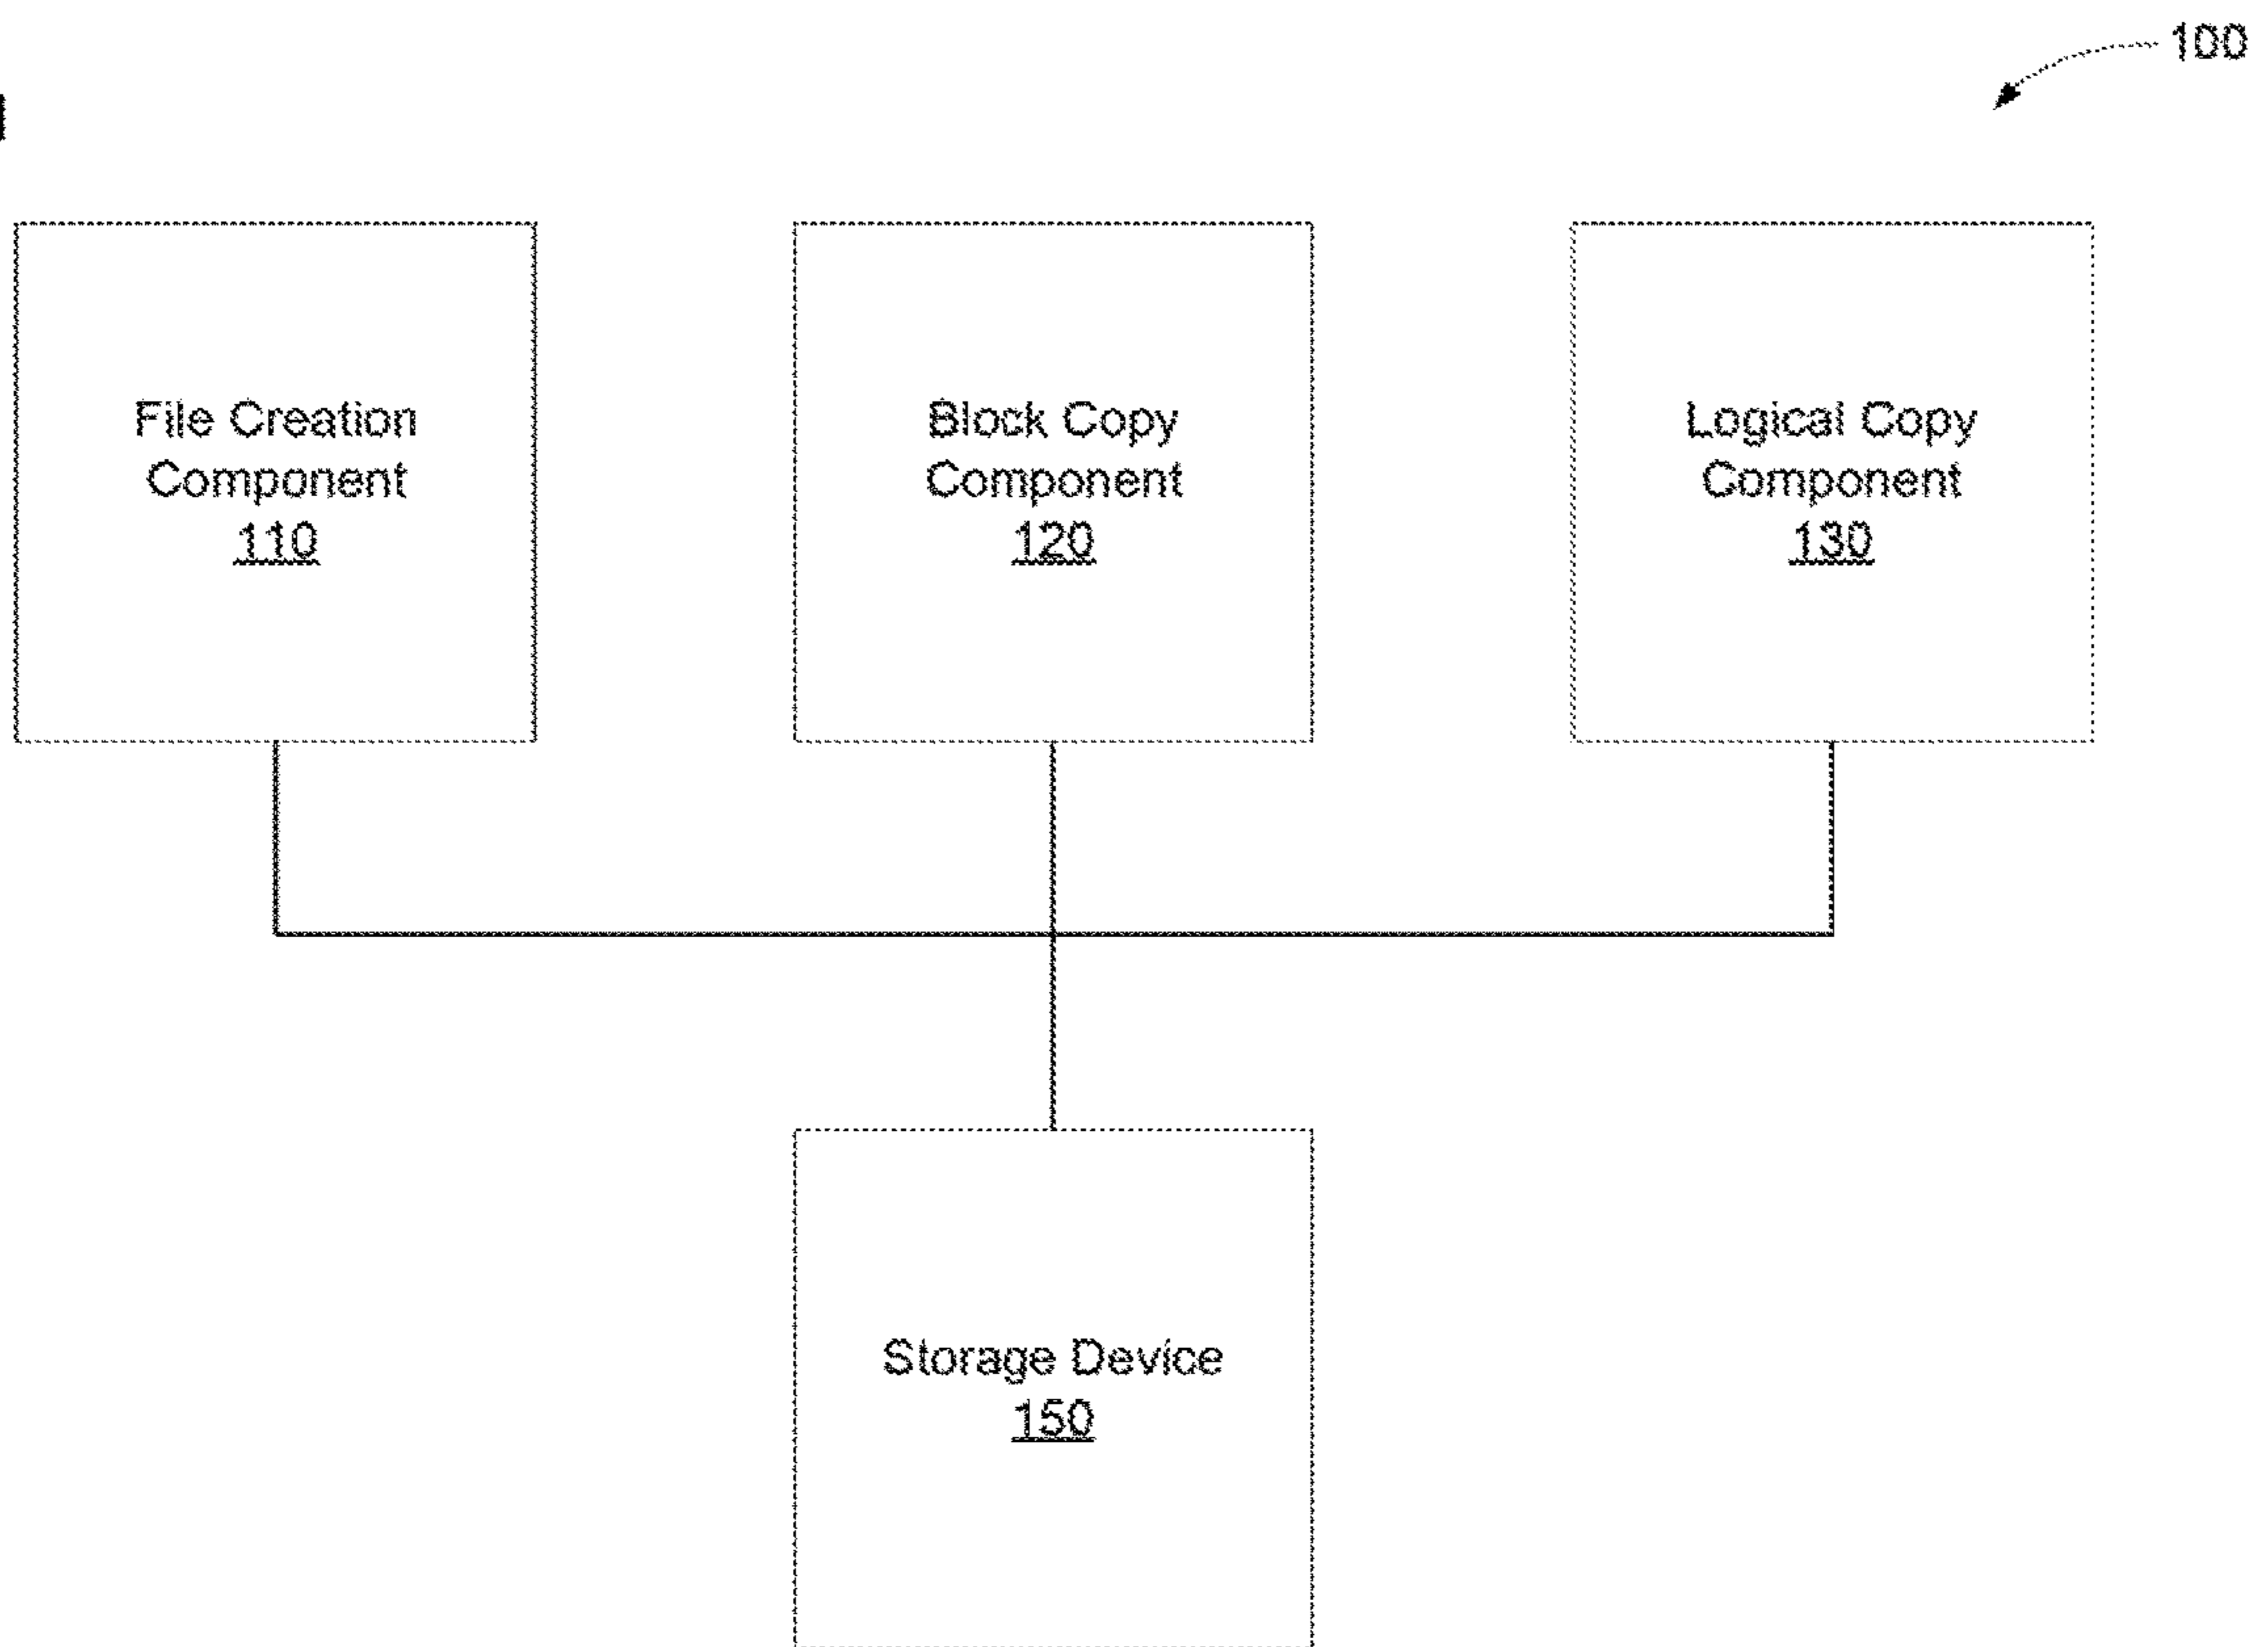 100
File Creation
Component
110
Block Copy
Component
120
Logical Copy
Component
130
Storage Device
150